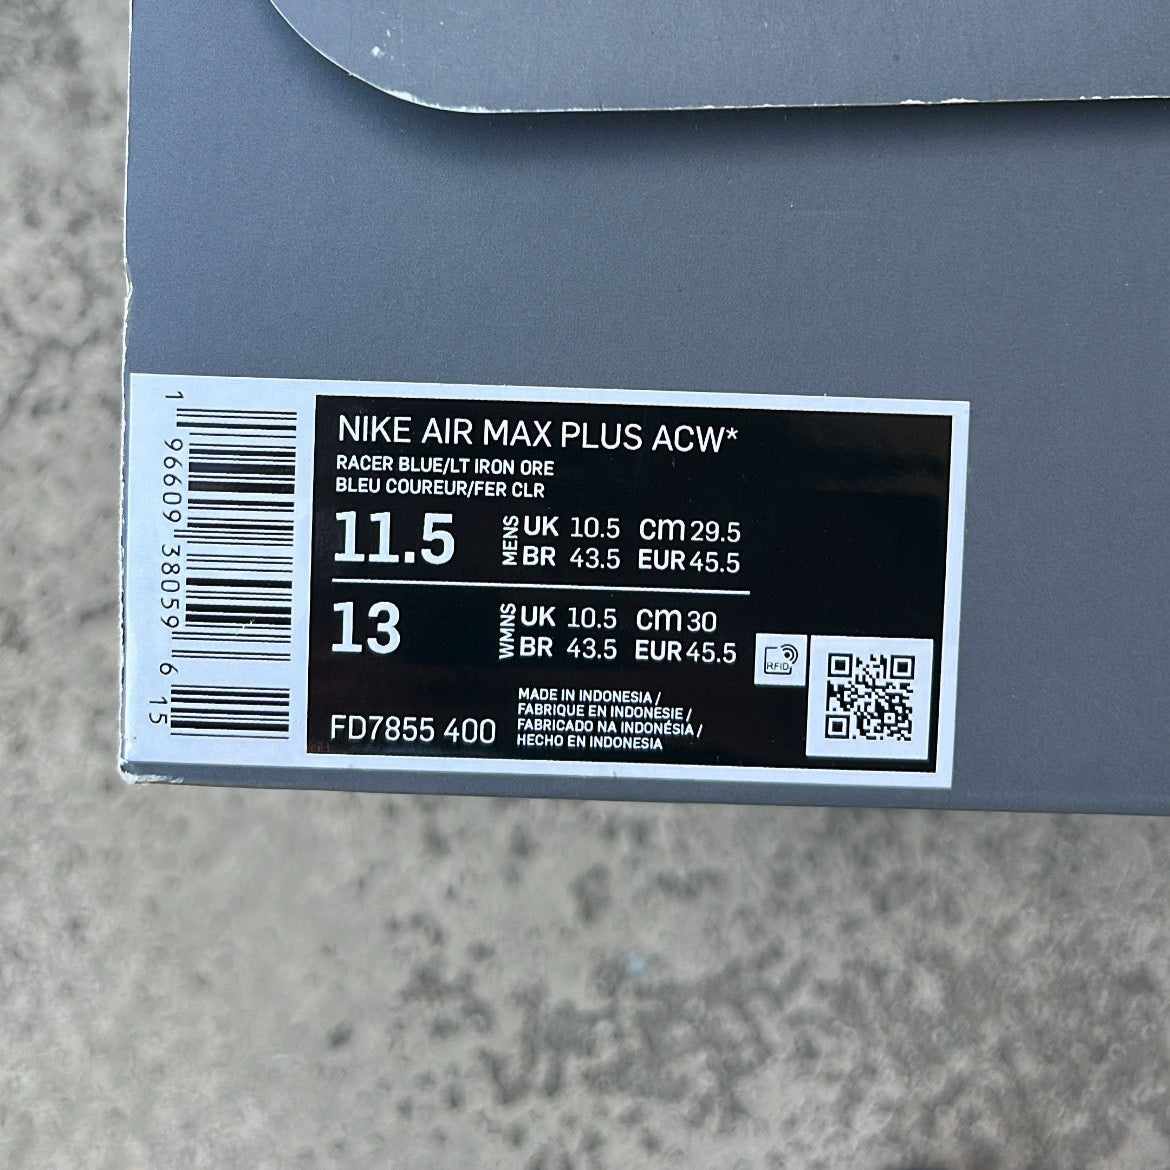 NIKE AIR MAX PLUS ACW*
RACER BLUE/LT IRON ORE
BLEU COUREUR/FER CLR
11.5 MENS UK 10.5 cm 29.5
BR 43.5 EUR 45.5
13 WMNS UK 10.5 cm 30
BR 43.5 EUR 45.5
RFID
FD7855 400
MADE IN INDONESIA /
FABRIQUE EN INDONÉSIE /
FABRICADO NA INDONÉSIA /
HECHO EN INDONESIA
1 96609 38059 6 15